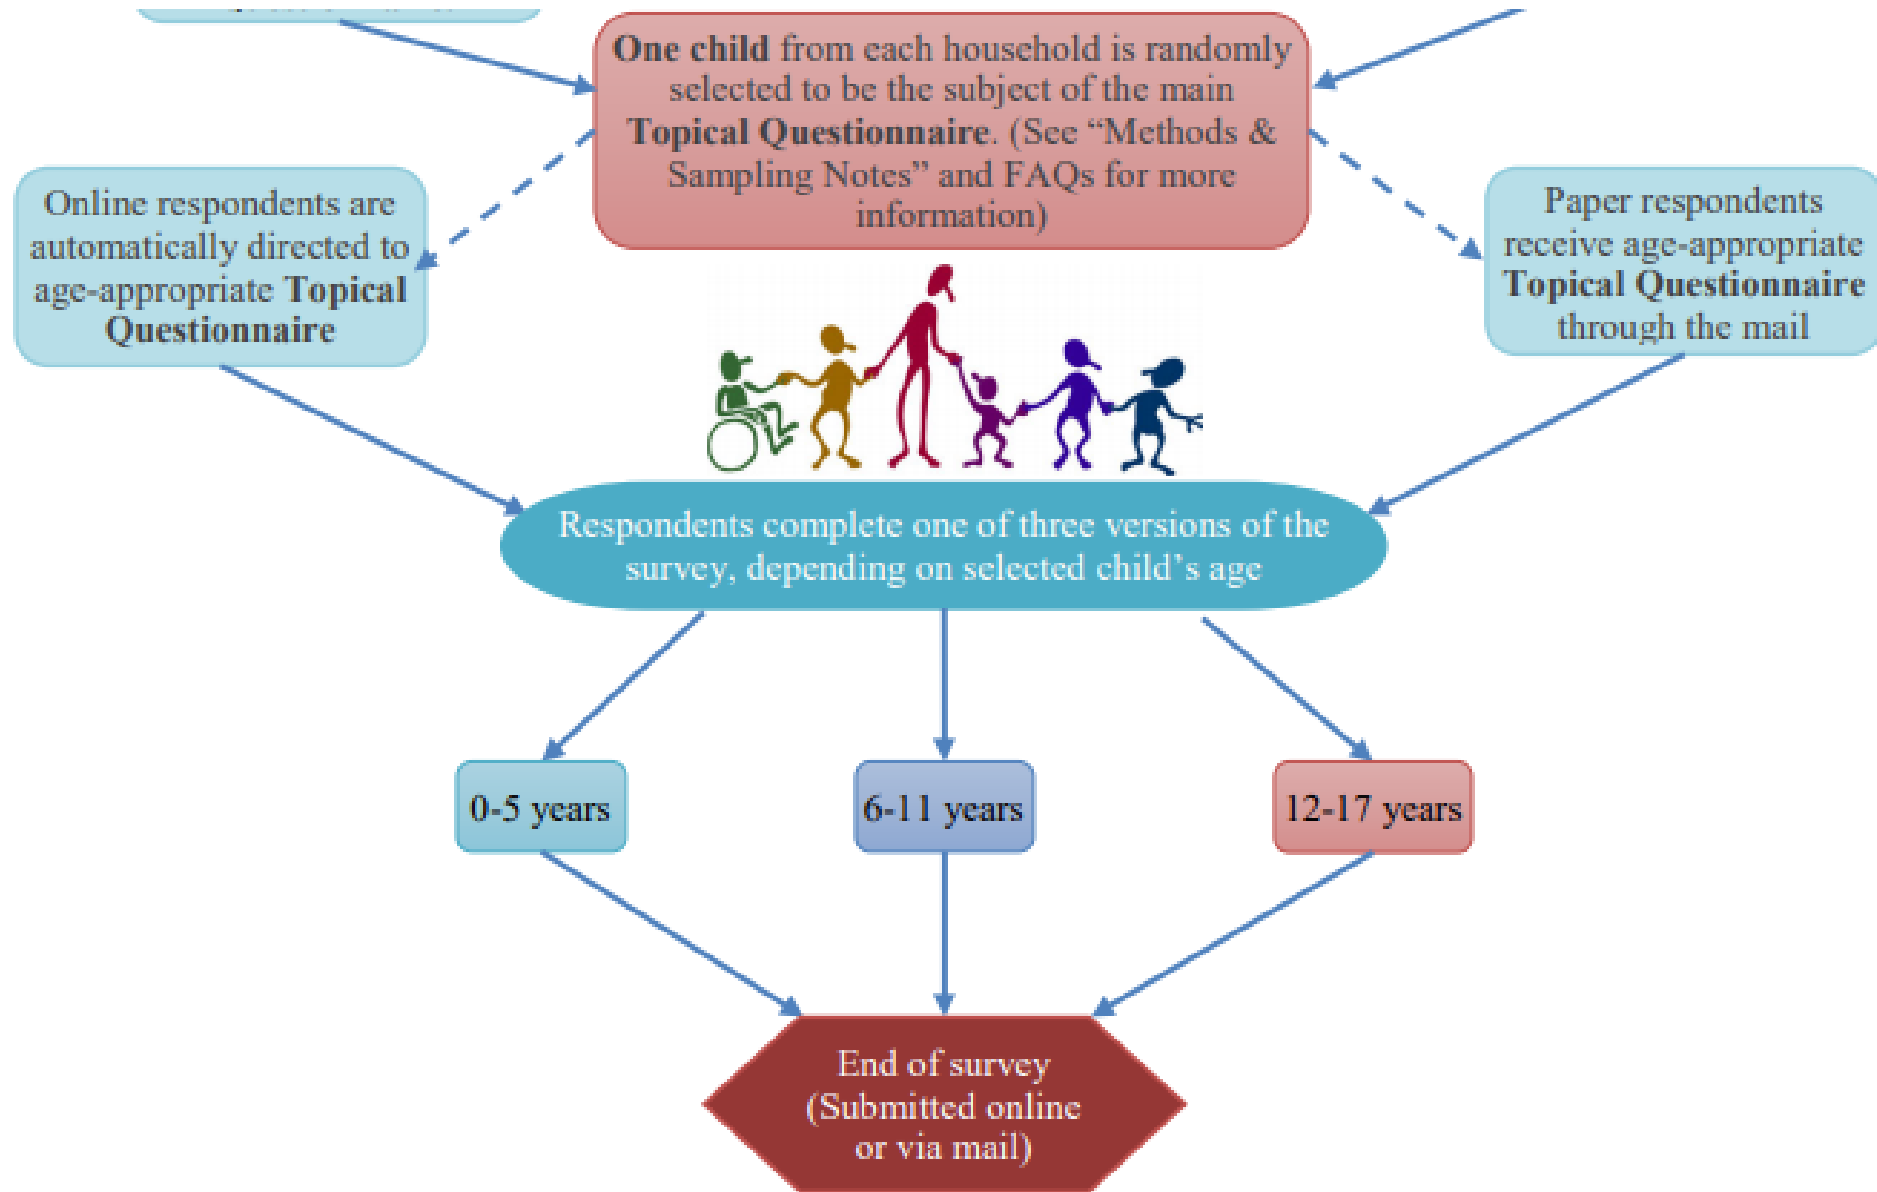 One child from each household is randomly
selected to be the subject of the main
Topical Questionnaire. (See “Methods &
Sampling Notes” and FAQs for more
information)
Online respondents are
automatically directed to
age-appropriate Topical
Questionnaire
Paper respondents
receive age-appropriate
Topical Questionnaire
through the mail
Respondents complete one of three versions of the
survey, depending on selected child’s age
0-5 years
6-11 years
12-17 years
End of survey
(Submitted online
or via mail)